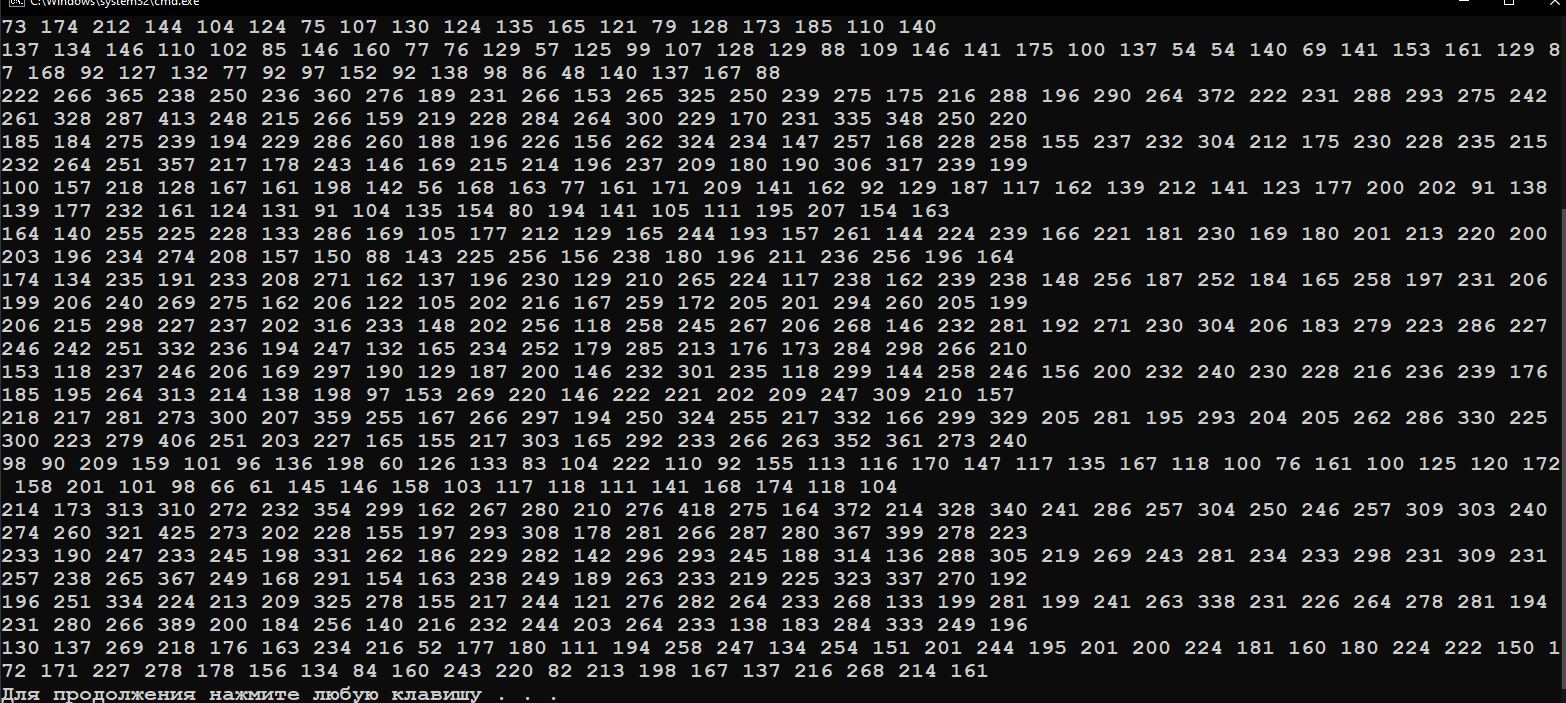 C:\Windows\system32\cmd.exe
73 174 212 144 104 124 75 107 130 124 135 165 121 79 128 173 185 110 140
137 134 146 110 102 85 146 160 77 76 129 57 125 99 107 128 129 88 109 146 141 175 100 137 54 54 140 69 141 153 161 129 8
7 168 92 127 132 77 92 97 152 92 138 98 86 48 140 137 167 88
222 266 365 238 250 236 360 276 189 231 266 153 265 325 250 239 275 175 216 288 196 290 264 372 222 231 288 293 275 242
261 328 287 413 248 215 266 159 219 228 284 264 300 229 170 231 335 348 250 220
185 184 275 239 194 229 286 260 188 196 226 156 262 324 234 147 257 168 228 258 155 237 232 304 212 175 230 228 235 215
232 264 251 357 217 178 243 146 169 215 214 196 237 209 180 190 306 317 239 199
100 157 218 128 167 161 198 142 56 168 163 77 161 171 209 141 162 92 129 187 117 162 139 212 141 123 177 200 202 91 138
139 177 232 161 124 131 91 104 135 154 80 194 141 105 111 195 207 154 163
164 140 255 225 228 133 286 169 105 177 212 129 165 244 193 157 261 144 224 239 166 221 181 230 169 180 201 213 220 200
203 196 234 274 208 157 150 88 143 225 256 156 238 180 196 211 236 256 196 164
174 134 235 191 233 208 271 162 137 196 230 129 210 265 224 117 238 162 239 238 148 256 187 252 184 165 258 197 231 206
199 206 240 269 275 162 206 122 105 202 216 167 259 172 205 201 294 260 205 199
206 215 298 227 237 202 316 233 148 202 256 118 258 245 267 206 268 146 232 281 192 271 230 304 206 183 279 223 286 227
246 242 251 332 236 194 247 132 165 234 252 179 285 213 176 173 284 298 266 210
153 118 237 246 206 169 297 190 129 187 200 146 232 301 235 118 299 144 258 246 156 200 232 240 230 228 216 236 239 176
185 195 264 313 214 138 198 97 153 269 220 146 222 221 202 209 247 309 210 157
218 217 281 273 300 207 359 255 167 266 297 194 250 324 255 217 332 166 299 329 205 281 195 293 204 205 262 286 330 225
300 223 279 406 251 203 227 165 155 217 303 165 292 233 266 263 352 361 273 240
98 90 209 159 101 96 136 198 60 126 133 83 104 222 110 92 155 113 116 170 147 117 135 167 118 100 76 161 100 125 120 172
158 201 101 98 66 61 145 146 158 103 117 118 111 141 168 174 118 104
214 173 313 310 272 232 354 299 162 267 280 210 276 418 275 164 372 214 328 340 241 286 257 304 250 246 257 309 303 240
274 260 321 425 273 202 228 155 197 293 308 178 281 266 287 280 367 399 278 223
233 190 247 233 245 198 331 262 186 229 282 142 296 293 245 188 314 136 288 305 219 269 243 281 234 233 298 231 309 231
257 238 265 367 249 168 291 154 163 238 249 189 263 233 219 225 323 337 270 192
196 251 334 224 213 209 325 278 155 217 244 121 276 282 264 233 268 133 199 281 199 241 263 338 231 226 264 278 281 194
231 280 266 389 200 184 256 140 216 232 244 203 264 233 138 183 284 333 249 196
130 137 269 218 176 163 234 216 52 177 180 111 194 258 247 134 254 151 201 244 195 201 200 224 181 160 180 224 222 150 1
72 171 227 278 178 156 134 84 160 243 220 82 213 198 167 137 216 268 214 161
Для продолжения нажмите любую клавишу . . .